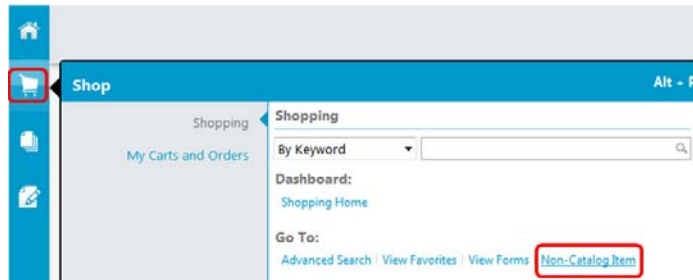 Shop Alt + P
Shopping Shopping
My Carts and Orders By Keyword
Dashboard:
Shopping Home
Go To:
Advanced Search | View Favorites | View Forms Non-Catalog Item